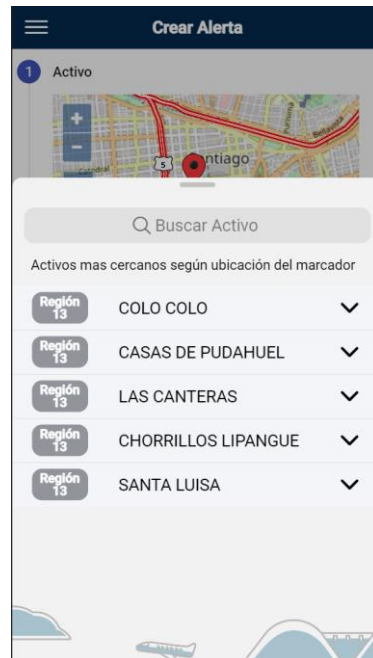 Crear Alerta
1 Activo
+
-
5
ntiago
Buscar Activo
Activos mas cercanos según ubicación del marcador
Región
13
COLO COLO
Región
13
CASAS DE PUDAHUEL
Región
13
LAS CANTERAS
Región
13
CHORRILLOS LIPANGUE
Región
13
SANTA LUISA